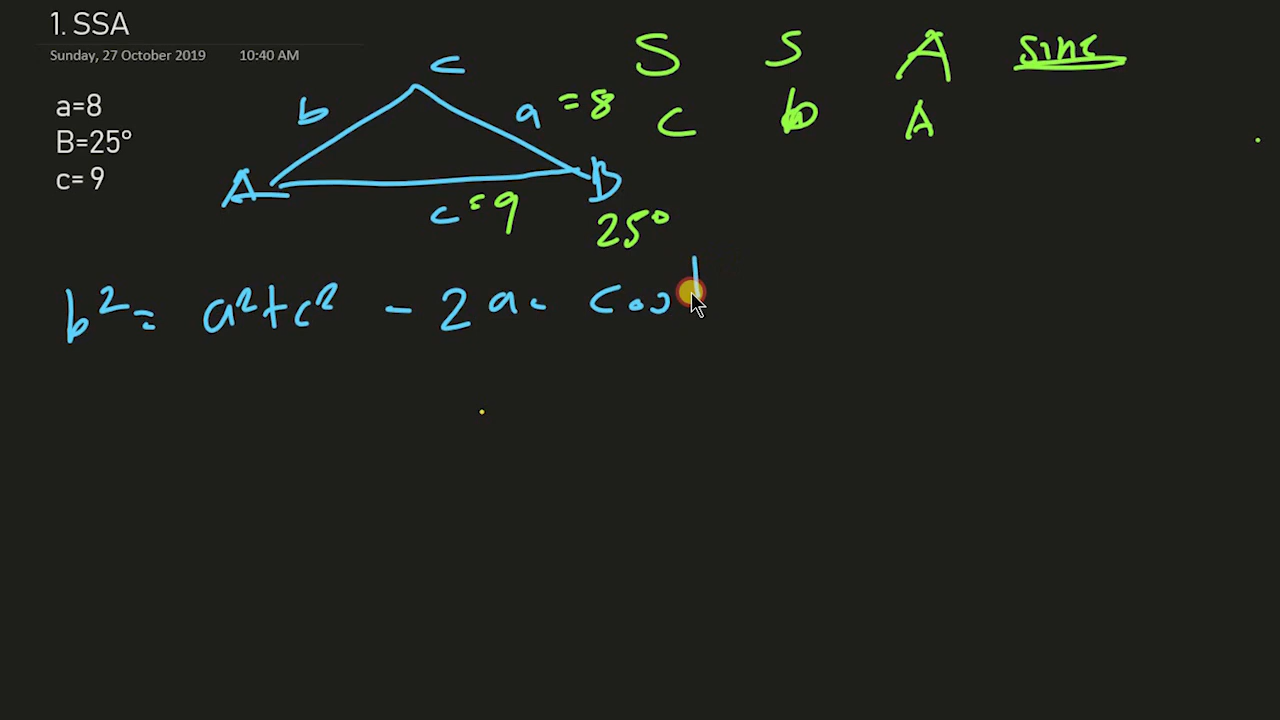 1. SSA
Sunday, 27 October 2019 10:40 AM
a=8
B=25°
c= 9
C
b
a =8
A
B
c =9
25°
S S A sine
c b A
b² = a² + c² - 2 a c cos